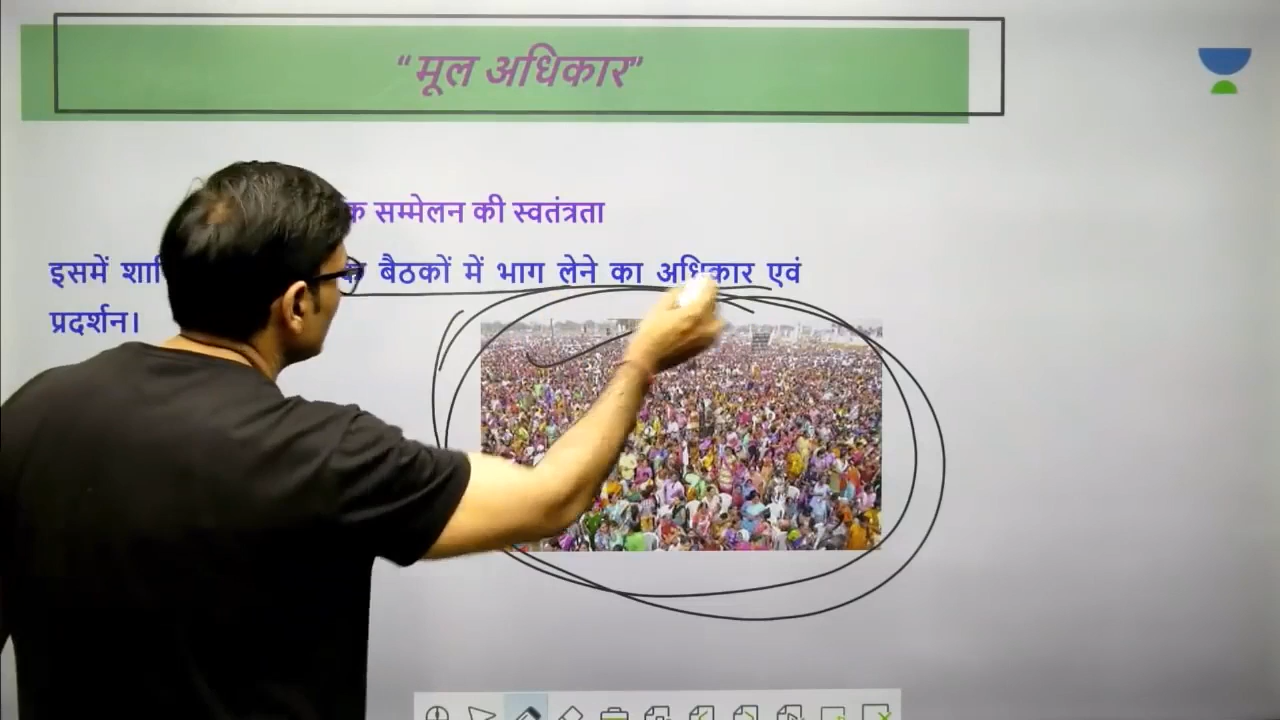 “मूल अधिकार”
सम्मेलन की स्वतंत्रता
इसमें बैठकों में भाग लेने का अधिकार एवं
प्रदर्शन।